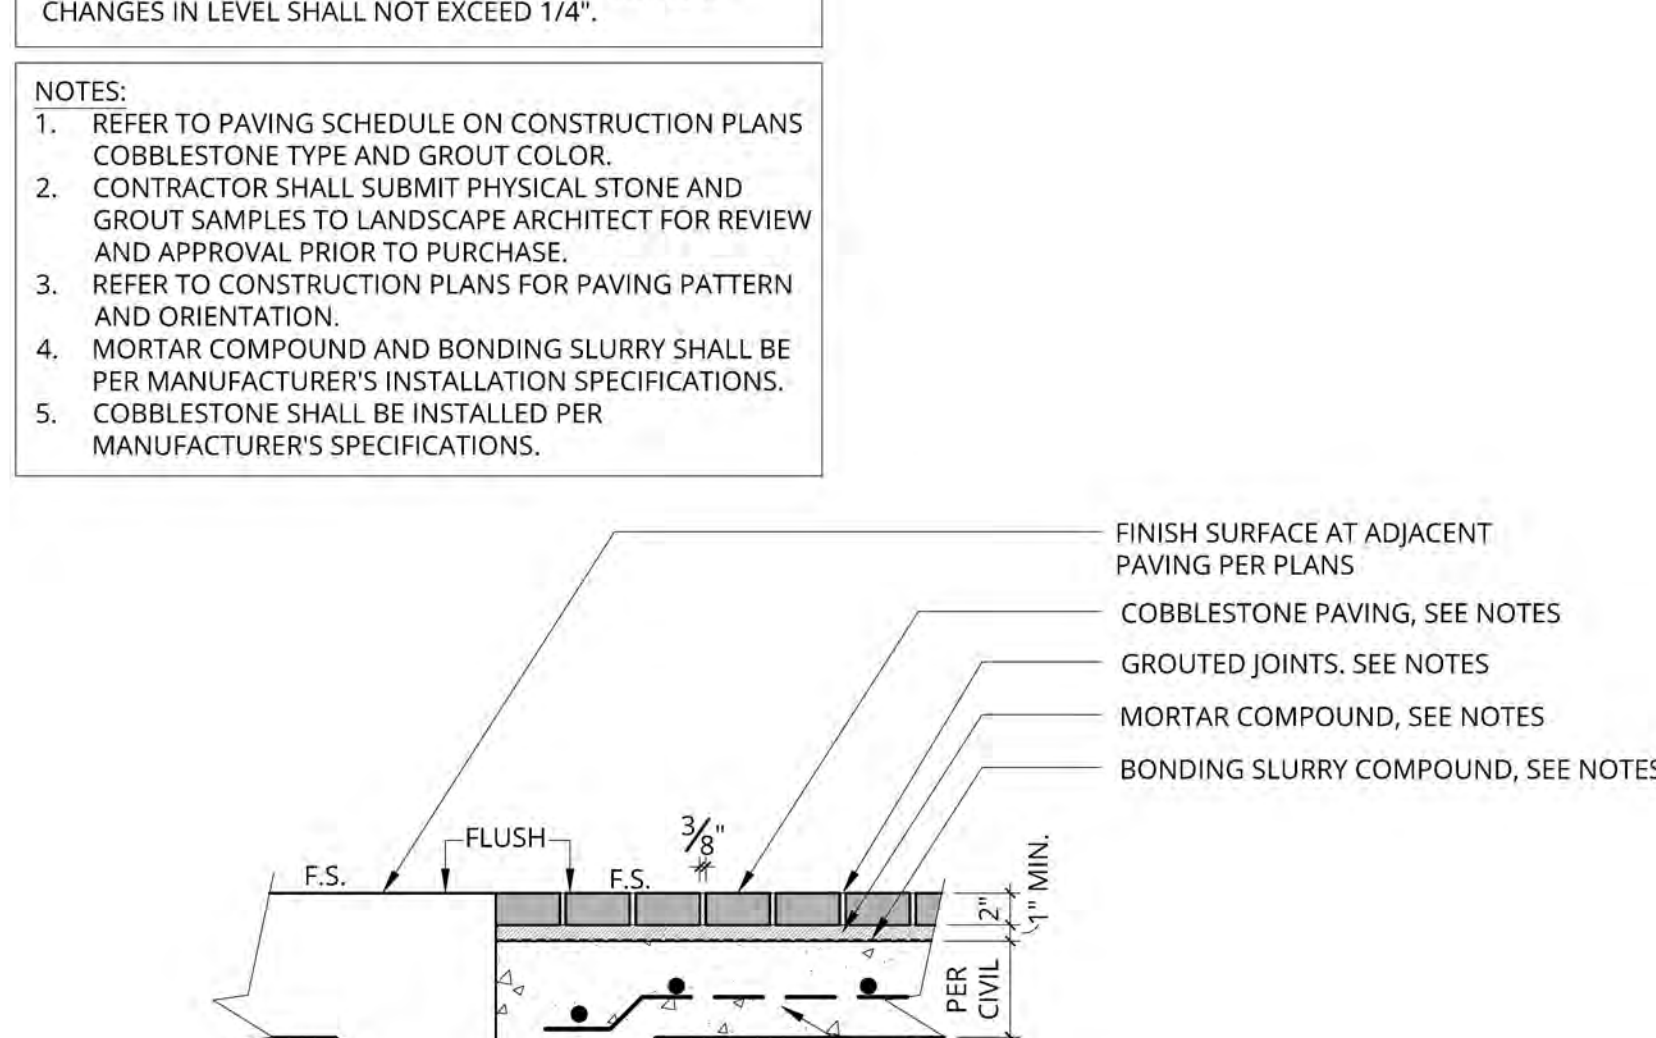 CHANGES IN LEVEL SHALL NOT EXCEED 1/4".
NOTES:
1. REFER TO PAVING SCHEDULE ON CONSTRUCTION PLANS
COBBLESTONE TYPE AND GROUT COLOR.
2. CONTRACTOR SHALL SUBMIT PHYSICAL STONE AND
GROUT SAMPLES TO LANDSCAPE ARCHITECT FOR REVIEW
AND APPROVAL PRIOR TO PURCHASE.
3. REFER TO CONSTRUCTION PLANS FOR PAVING PATTERN
AND ORIENTATION.
4. MORTAR COMPOUND AND BONDING SLURRY SHALL BE
PER MANUFACTURER'S INSTALLATION SPECIFICATIONS.
5. COBBLESTONE SHALL BE INSTALLED PER
MANUFACTURER'S SPECIFICATIONS.
FINISH SURFACE AT ADJACENT
PAVING PER PLANS
COBBLESTONE PAVING, SEE NOTES
GROUTED JOINTS. SEE NOTES
MORTAR COMPOUND, SEE NOTES
BONDING SLURRY COMPOUND, SEE NOTES
FLUSH
3/8"
F.S.
F.S.
2"
1" MIN.
PER
CIVIL